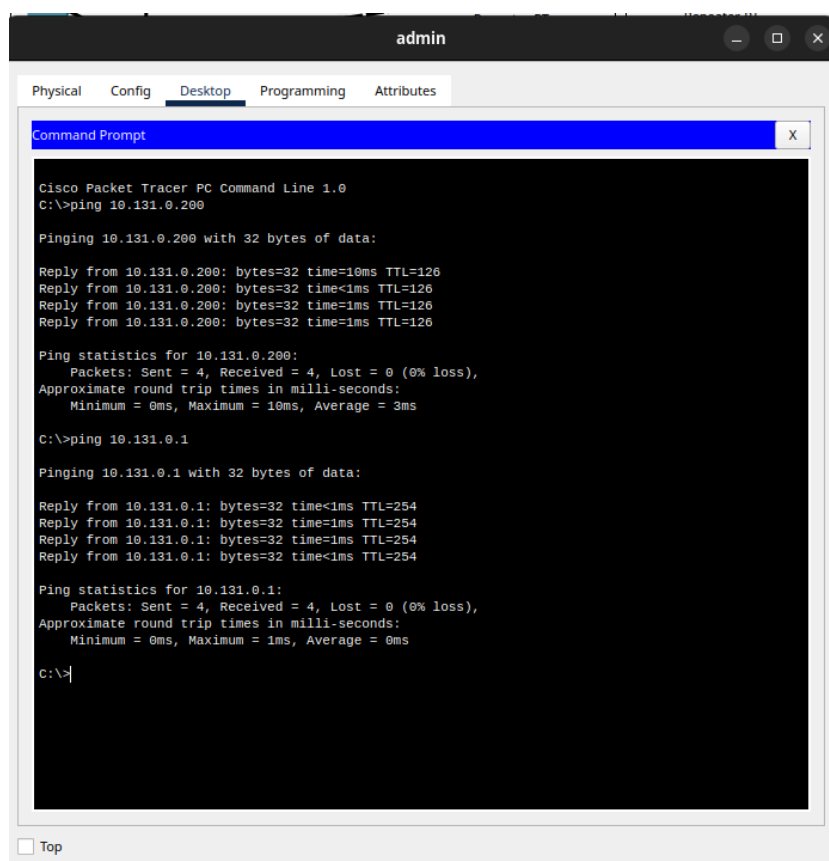 admin
Physical Config Desktop Programming Attributes
Command Prompt X
Cisco Packet Tracer PC Command Line 1.0
C:\>ping 10.131.0.200
Pinging 10.131.0.200 with 32 bytes of data:
Reply from 10.131.0.200: bytes=32 time=10ms TTL=126
Reply from 10.131.0.200: bytes=32 time<1ms TTL=126
Reply from 10.131.0.200: bytes=32 time=1ms TTL=126
Reply from 10.131.0.200: bytes=32 time=1ms TTL=126
Ping statistics for 10.131.0.200:
Packets: Sent = 4, Received = 4, Lost = 0 (0% loss),
Approximate round trip times in milli-seconds:
Minimum = 0ms, Maximum = 10ms, Average = 3ms
C:\>ping 10.131.0.1
Pinging 10.131.0.1 with 32 bytes of data:
Reply from 10.131.0.1: bytes=32 time<1ms TTL=254
Reply from 10.131.0.1: bytes=32 time=1ms TTL=254
Reply from 10.131.0.1: bytes=32 time=1ms TTL=254
Reply from 10.131.0.1: bytes=32 time<1ms TTL=254
Ping statistics for 10.131.0.1:
Packets: Sent = 4, Received = 4, Lost = 0 (0% loss),
Approximate round trip times in milli-seconds:
Minimum = 0ms, Maximum = 1ms, Average = 0ms
C:\>
Top